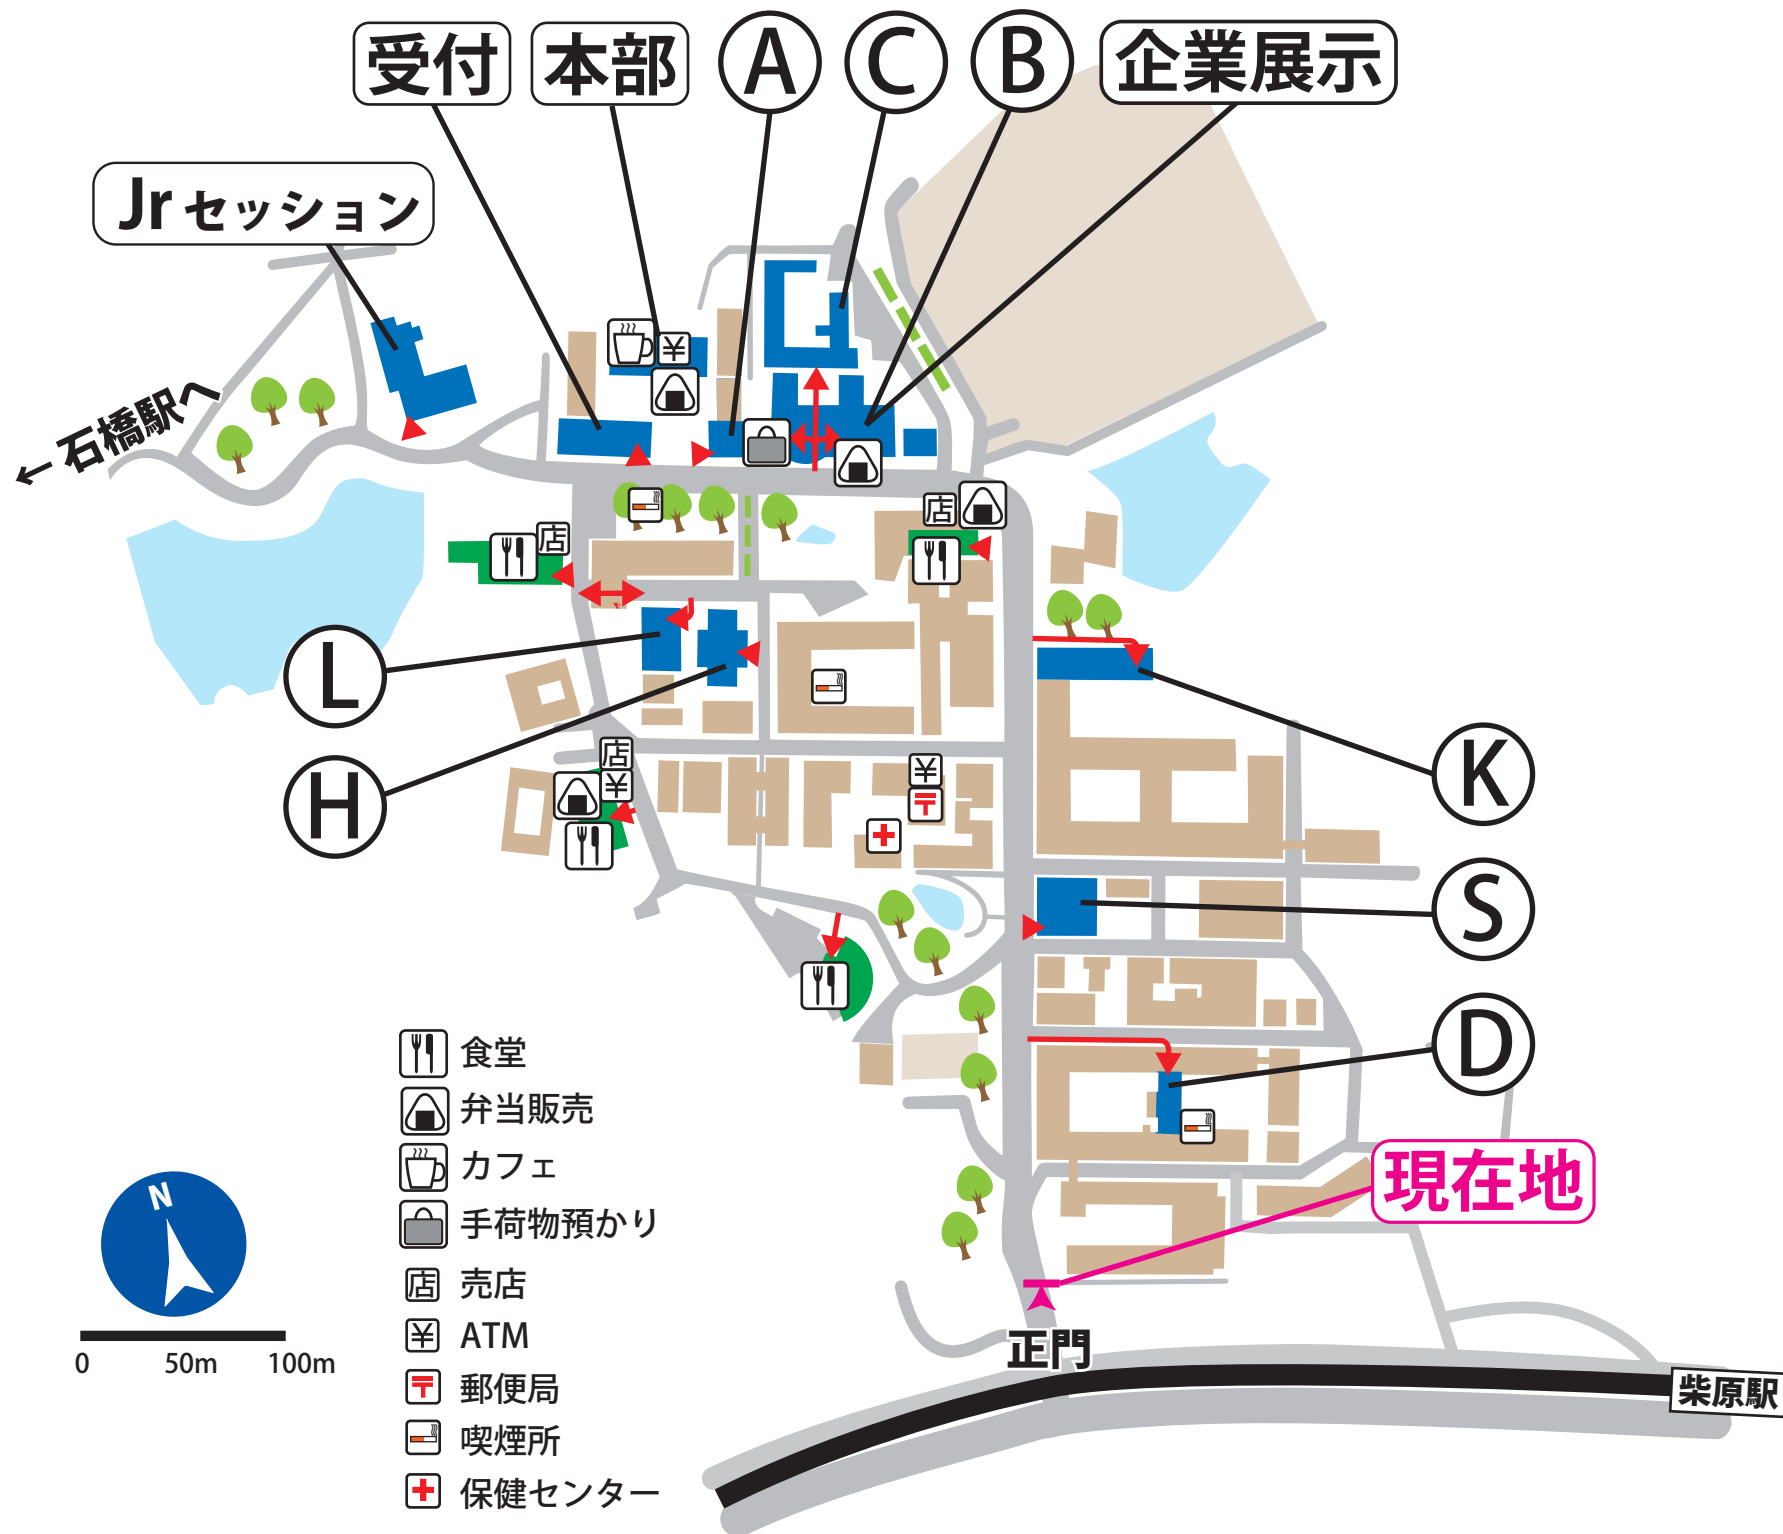 受付
本部
A
C
B
企業展示
Jr セッション
← 石橋駅へ
¥
店
店
L
H
店
¥
¥
〒
K
S
D
現在地
正門
柴原駅
食堂
弁当販売
カフェ
手荷物預かり
店 売店
¥ ATM
〒 郵便局
喫煙所
保健センター
N
0 50m 100m